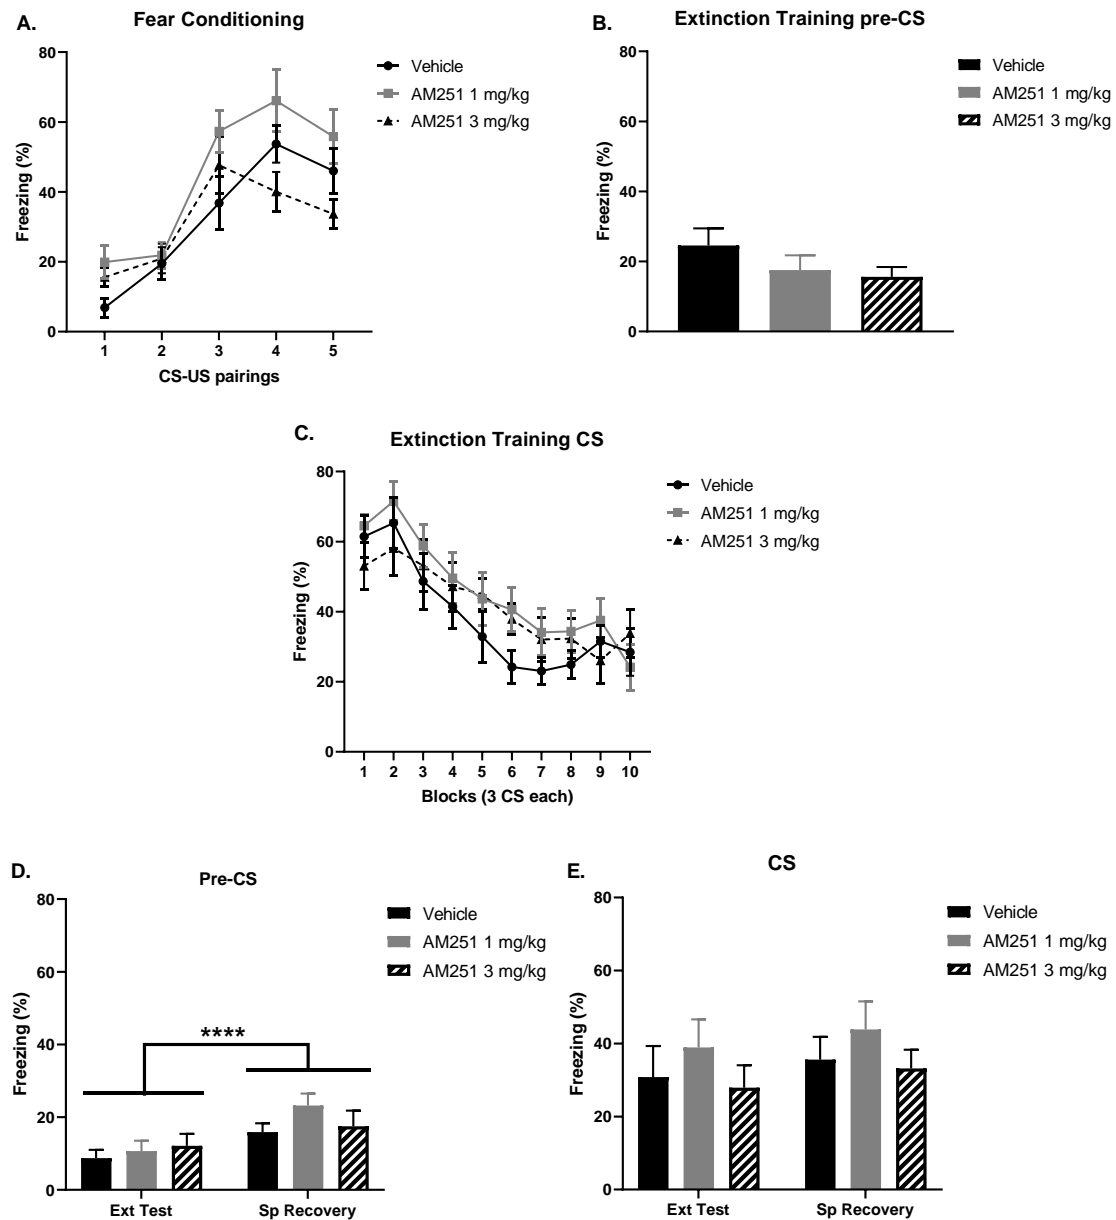 A.
Fear Conditioning
80
60
40
20
0
Freezing (%)
1 2 3 4 5
CS-US pairings
Vehicle
AM251 1 mg/kg
AM251 3 mg/kg
B.
Extinction Training pre-CS
80
60
40
20
0
Freezing (%)
Vehicle
AM251 1 mg/kg
AM251 3 mg/kg
C.
Extinction Training CS
80
60
40
20
0
Freezing (%)
1 2 3 4 5 6 7 8 9 10
Blocks (3 CS each)
Vehicle
AM251 1 mg/kg
AM251 3 mg/kg
D.
Pre-CS
80
60
40
20
0
Freezing (%)
****
Ext Test Sp Recovery
Vehicle
AM251 1 mg/kg
AM251 3 mg/kg
E.
CS
80
60
40
20
0
Freezing (%)
Ext Test Sp Recovery
Vehicle
AM251 1 mg/kg
AM251 3 mg/kg